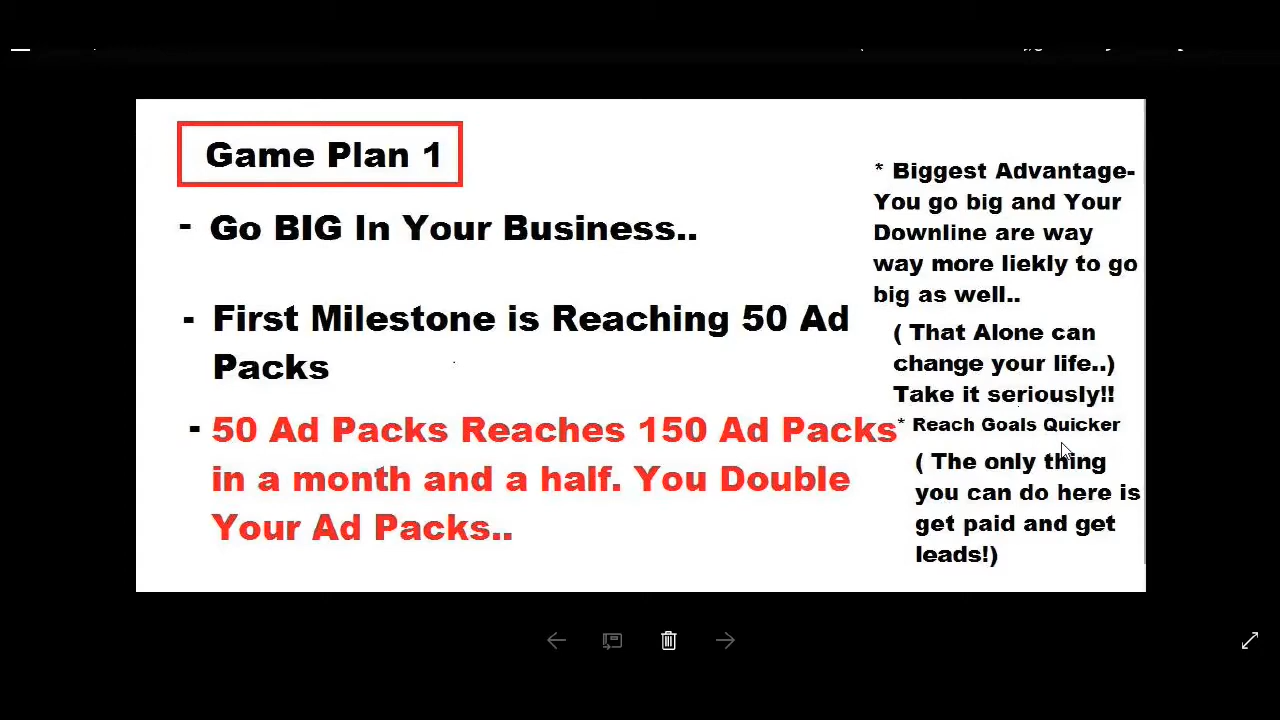 Game Plan 1
- Go BIG In Your Business..
- First Milestone is Reaching 50 Ad
Packs
- 50 Ad Packs Reaches 150 Ad Packs
in a month and a half. You Double
Your Ad Packs..
* Biggest Advantage-
You go big and Your
Downline are way
way more liekly to go
big as well..
( That Alone can
change your life..)
Take it seriously!!
* Reach Goals Quicker
( The only thing
you can do here is
get paid and get
leads!)